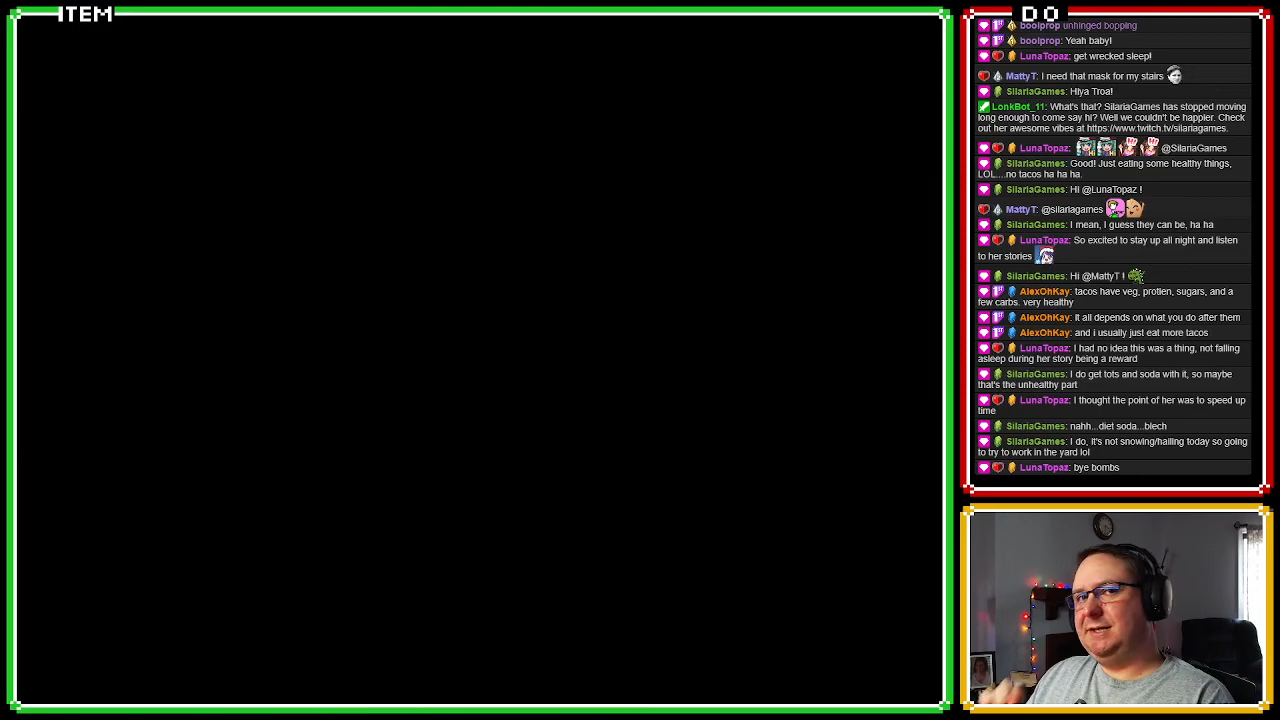 ITEM
DO
boolprop unhinged bopping
boolprop: Yeah baby!
LunaTopaz: get wrecked sleep!
MattyT: I need that mask for my stairs
SilariaGames: Hiya Troa!
LonkBot_11: What's that? SilariaGames has stopped moving
long enough to come say hi? Well we couldn't be happier. Check
out her awesome vibes at https://www.twitch.tv/silariagames.
LunaTopaz: @SilariaGames
SilariaGames: Good! Just eating some healthy things,
LOL....no tacos ha ha ha.
SilariaGames: Hi @LunaTopaz !
MattyT: @silariagames
SilariaGames: I mean, I guess they can be, ha ha
LunaTopaz: So excited to stay up all night and listen
to her stories
SilariaGames: Hi @MattyT !
AlexOhKay: tacos have veg, protien, sugars, and a
few carbs. very healthy
AlexOhKay: It all depends on what you do after them
AlexOhKay: and i usually just eat more tacos
LunaTopaz: I had no idea this was a thing, not falling
asleep during her story being a reward
SilariaGames: I do get tots and soda with it, so maybe
that's the unhealthy part
LunaTopaz: I thought the point of her was to speed up
time
SilariaGames: nahh...diet soda...blech
SilariaGames: I do, it's not snowing/hailing today so going
to try to work in the yard lol
LunaTopaz: bye bombs